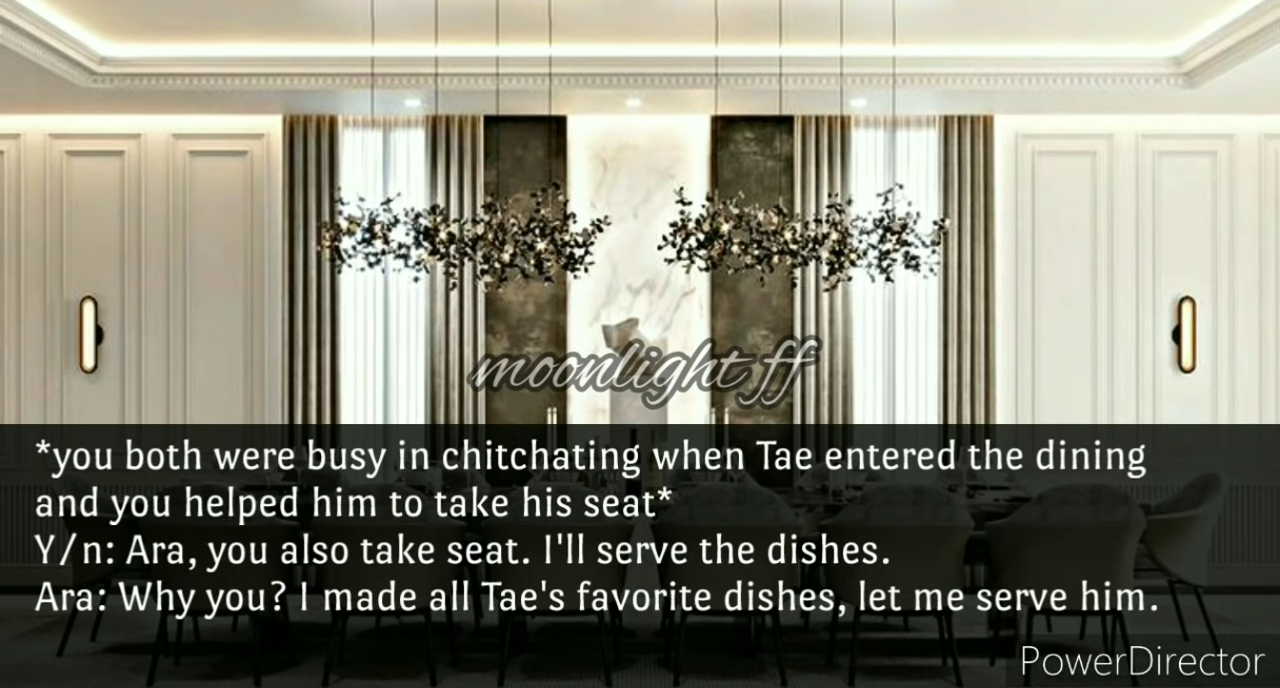 moonlight ff
*you both were busy in chitchating when Tae entered the dining
and you helped him to take his seat*
Y/n: Ara, you also take seat. I'll serve the dishes.
Ara: Why you? I made all Tae's favorite dishes, let me serve him.
PowerDirector